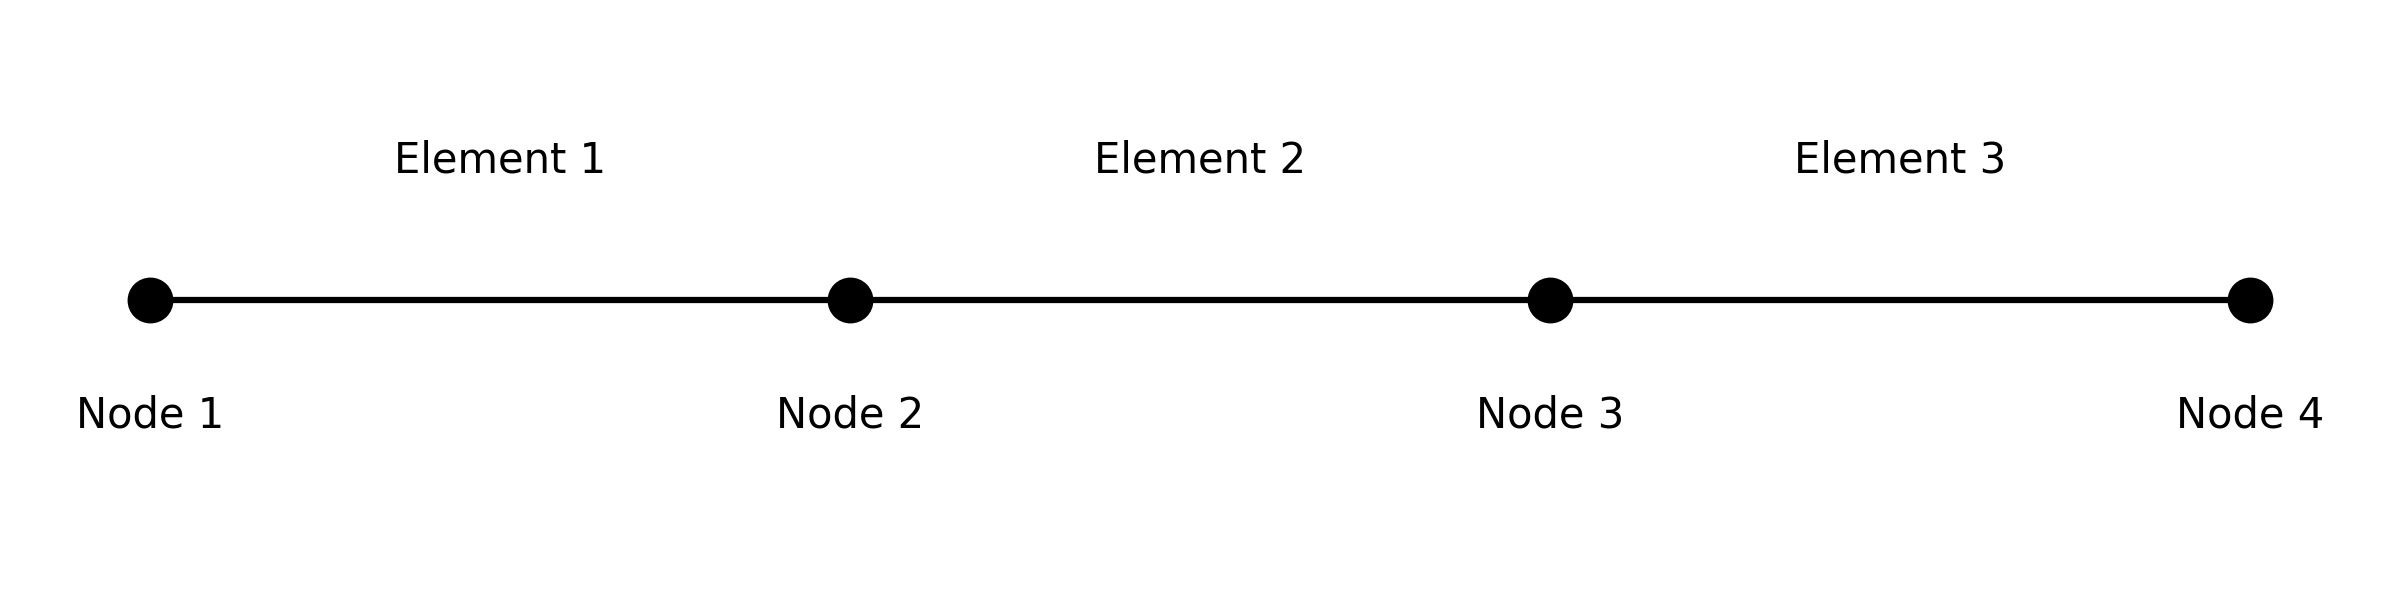 Element 1
Element 2
Element 3
Node 1
Node 2
Node 3
Node 4